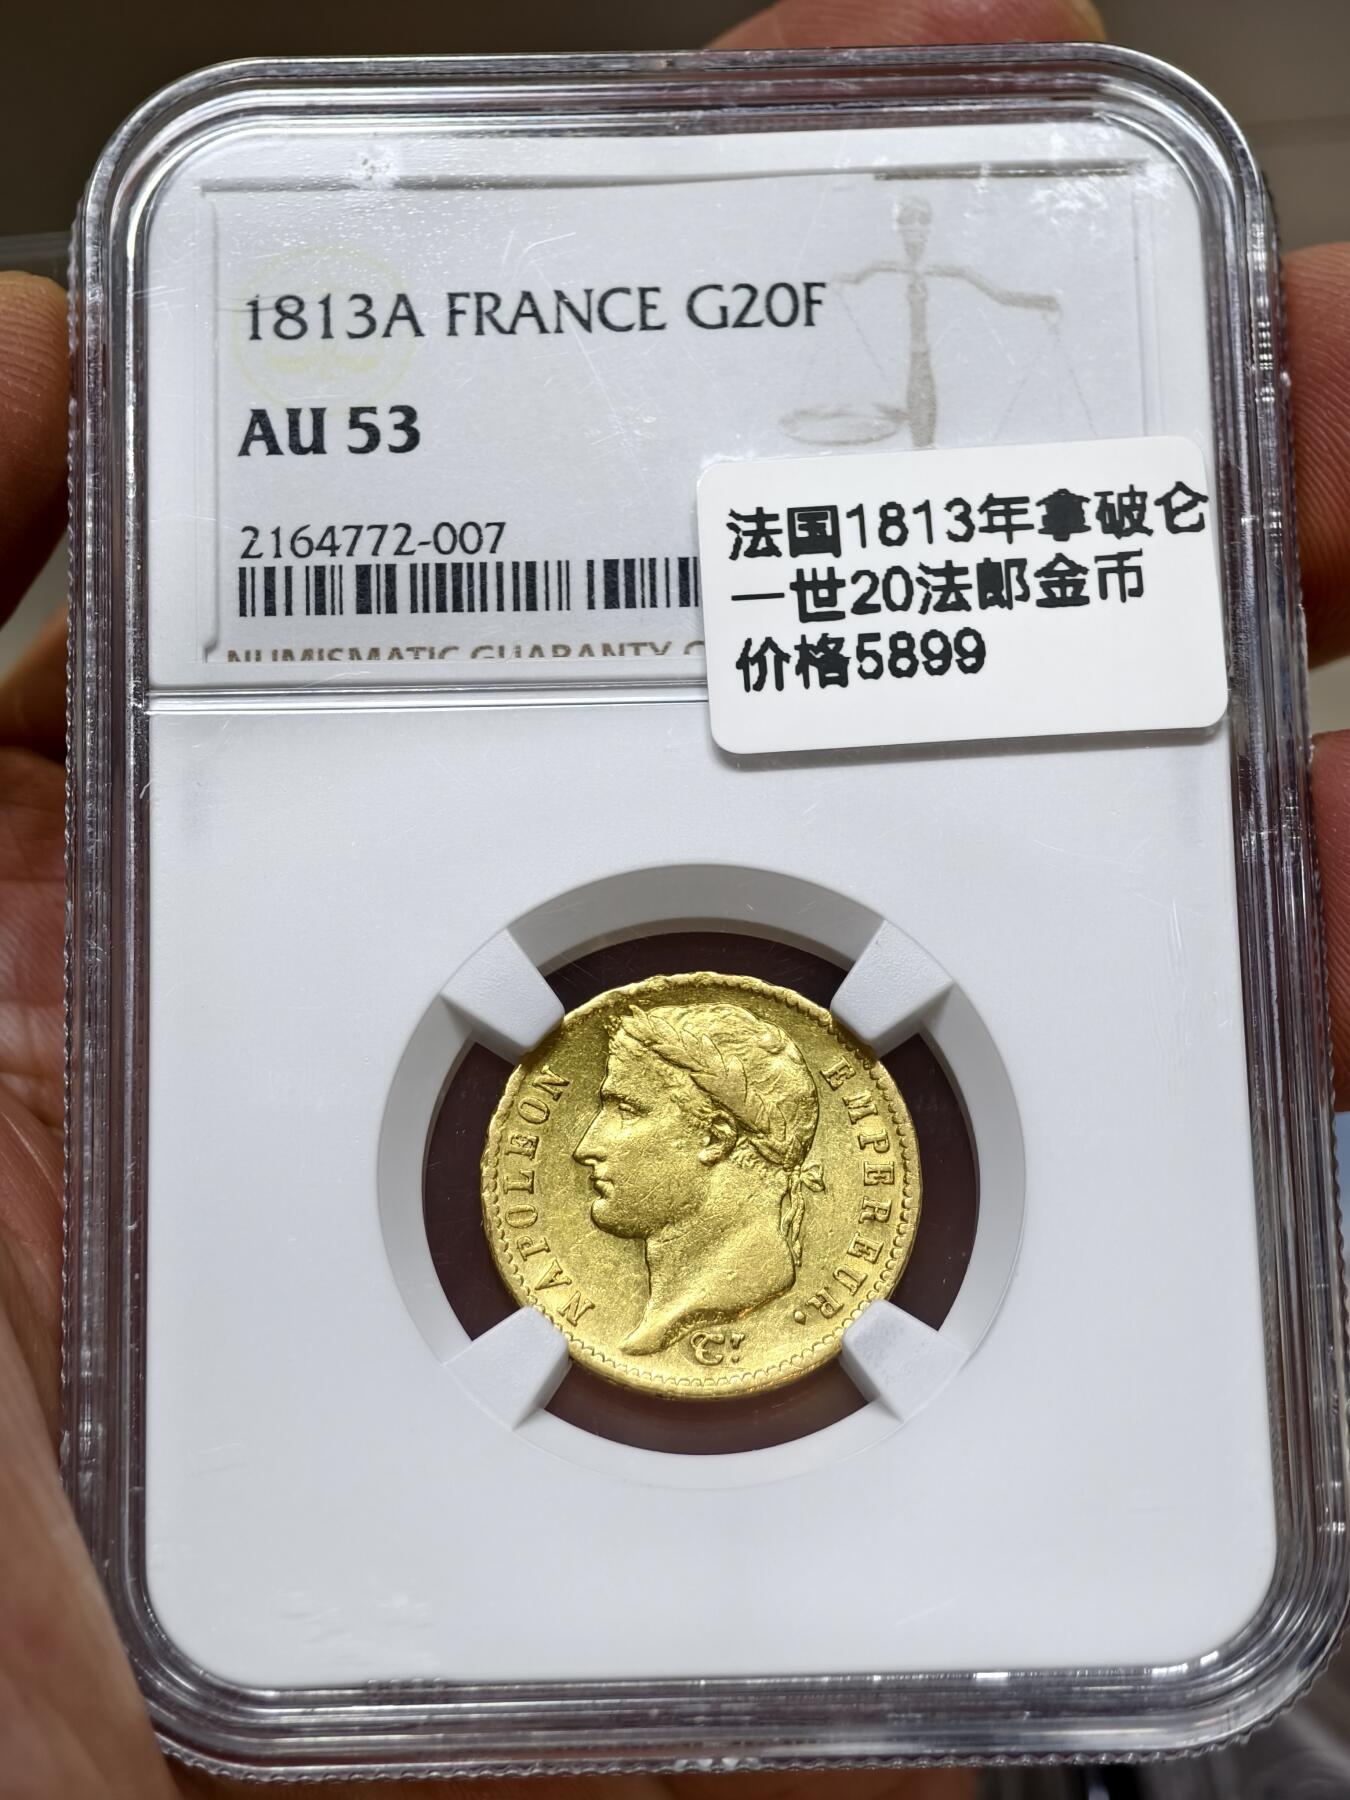 1813A FRANCE G20F
AU 53
2164772-007
NUMISMATIC GUARANTY
法国1813年拿破仑
一世20法郎金币
价格5899
NAPOLEON
EMPEREUR.